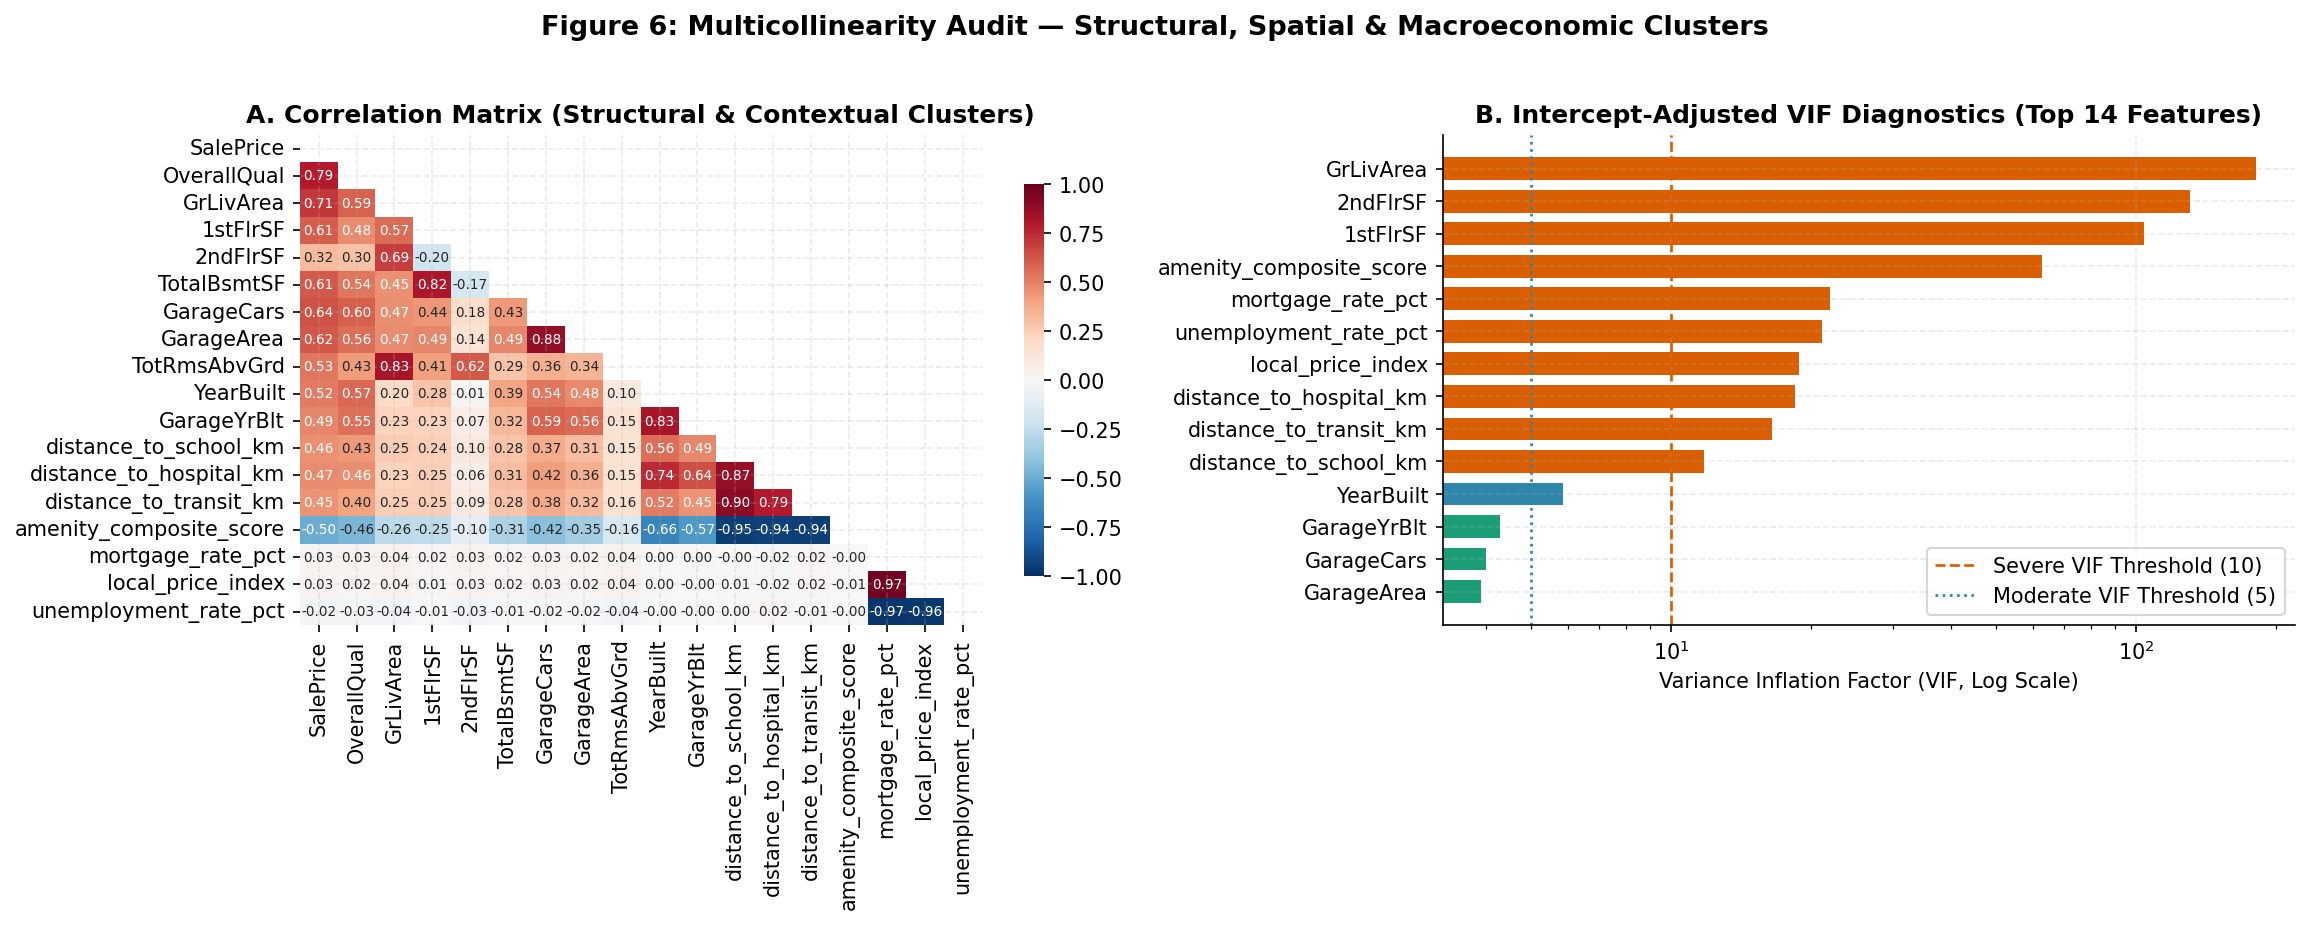 Figure 6: Multicollinearity Audit — Structural, Spatial & Macroeconomic Clusters
A. Correlation Matrix (Structural & Contextual Clusters)
SalePrice
OverallQual 0.79
GrLivArea 0.71 0.59
1stFlrSF 0.61 0.48 0.57
2ndFlrSF 0.32 0.30 0.69 -0.20
TotalBsmtSF 0.61 0.54 0.45 0.82 -0.17
GarageCars 0.64 0.60 0.47 0.44 0.18 0.43
GarageArea 0.62 0.56 0.47 0.49 0.14 0.49 0.88
TotRmsAbvGrd 0.53 0.43 0.83 0.41 0.62 0.29 0.36 0.34
YearBuilt 0.52 0.57 0.20 0.28 0.01 0.39 0.54 0.48 0.10
GarageYrBlt 0.49 0.55 0.23 0.23 0.07 0.32 0.59 0.56 0.15 0.83
distance_to_school_km 0.46 0.43 0.25 0.24 0.10 0.28 0.37 0.31 0.15 0.56 0.49
distance_to_hospital_km 0.47 0.46 0.23 0.25 0.06 0.31 0.42 0.36 0.15 0.74 0.64 0.87
distance_to_transit_km 0.45 0.40 0.25 0.25 0.09 0.28 0.38 0.32 0.16 0.52 0.45 0.90 0.79
amenity_composite_score -0.50 -0.46 -0.26 -0.25 -0.10 -0.31 -0.42 -0.35 -0.16 -0.66 -0.57 -0.95 -0.94 -0.94
mortgage_rate_pct 0.03 0.03 0.04 0.02 0.03 0.02 0.03 0.02 0.04 0.00 0.00 -0.00 -0.02 0.02 -0.00
local_price_index 0.03 0.02 0.04 0.01 0.03 0.02 0.03 0.02 0.04 0.00 -0.00 0.01 -0.02 0.02 -0.01 0.97
unemployment_rate_pct -0.02 -0.03 -0.04 -0.01 -0.03 -0.01 -0.02 -0.02 -0.04 -0.00 -0.00 0.00 0.02 -0.01 -0.00 -0.97 -0.96
SalePrice
OverallQual
GrLivArea
1stFlrSF
2ndFlrSF
TotalBsmtSF
GarageCars
GarageArea
TotRmsAbvGrd
YearBuilt
GarageYrBlt
distance_to_school_km
distance_to_hospital_km
distance_to_transit_km
amenity_composite_score
mortgage_rate_pct
local_price_index
unemployment_rate_pct
1.00
0.75
0.50
0.25
0.00
−0.25
−0.50
−0.75
−1.00
B. Intercept-Adjusted VIF Diagnostics (Top 14 Features)
GrLivArea
2ndFlrSF
1stFlrSF
amenity_composite_score
mortgage_rate_pct
unemployment_rate_pct
local_price_index
distance_to_hospital_km
distance_to_transit_km
distance_to_school_km
YearBuilt
GarageYrBlt
GarageCars
GarageArea
Severe VIF Threshold (10)
Moderate VIF Threshold (5)
10¹ 10²
Variance Inflation Factor (VIF, Log Scale)